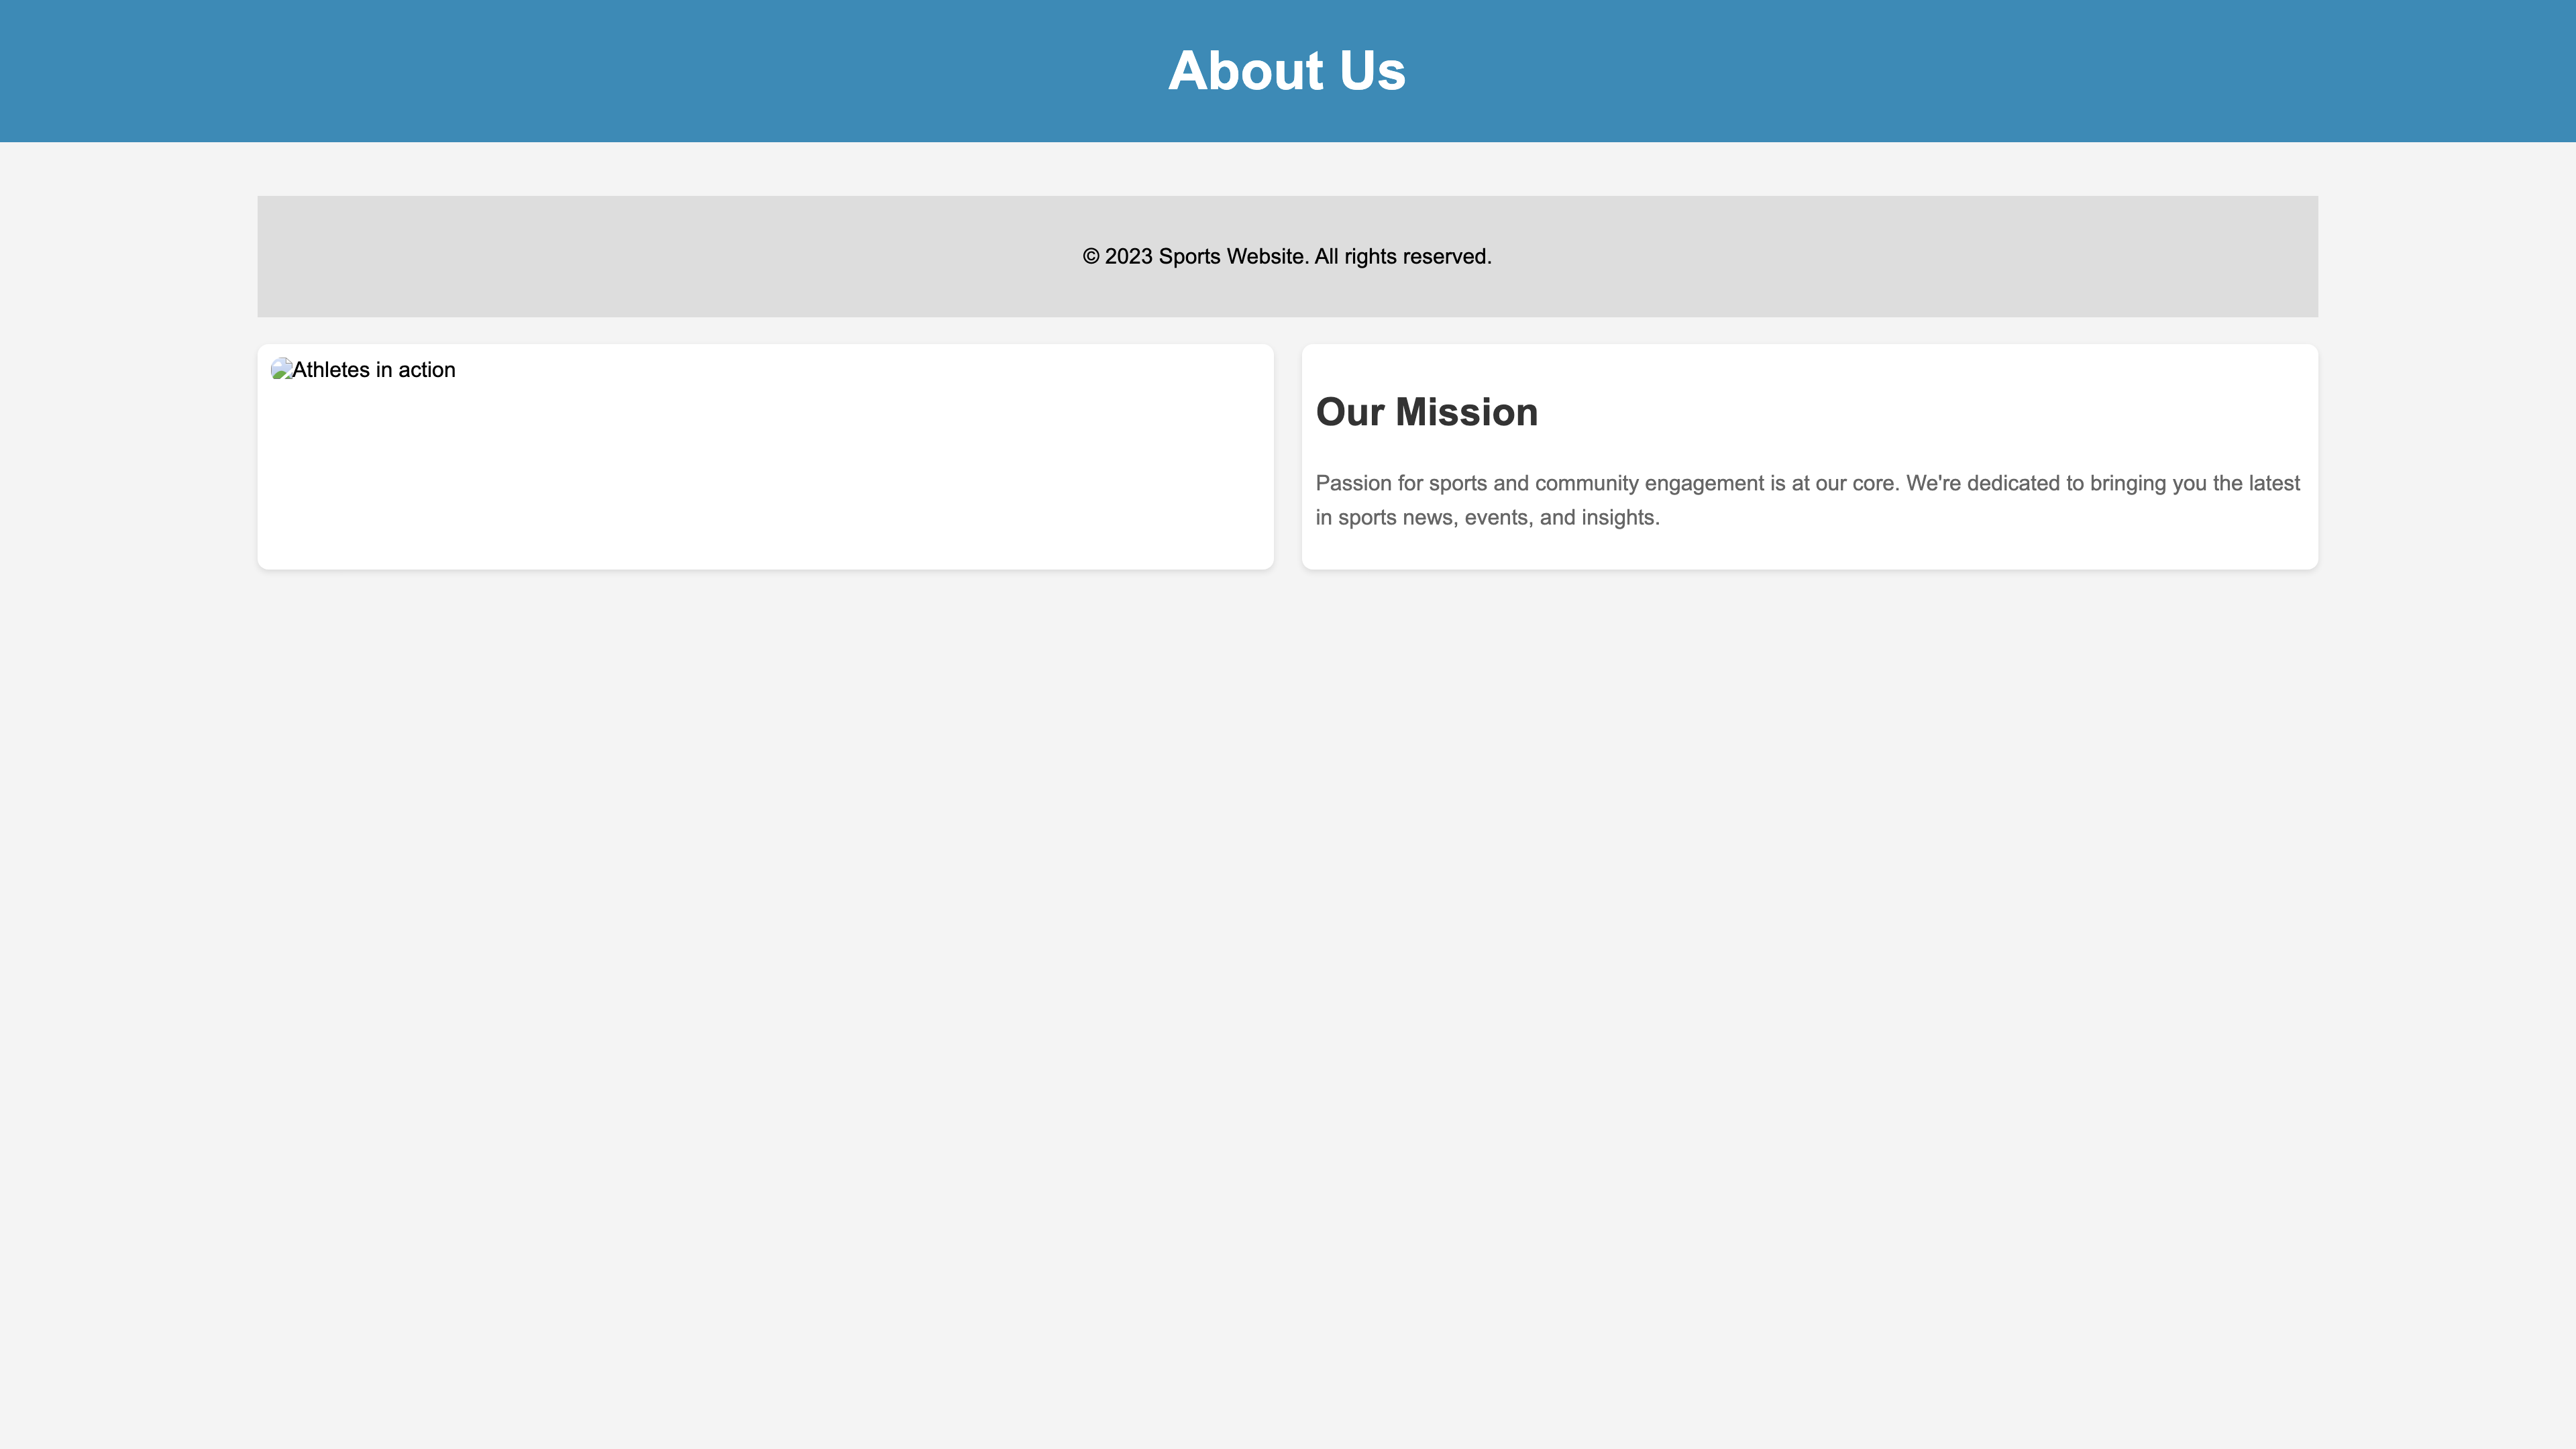 About Us
© 2023 Sports Website. All rights reserved.
Athletes in action
Our Mission
Passion for sports and community engagement is at our core. We're dedicated to bringing you the latest
in sports news, events, and insights.